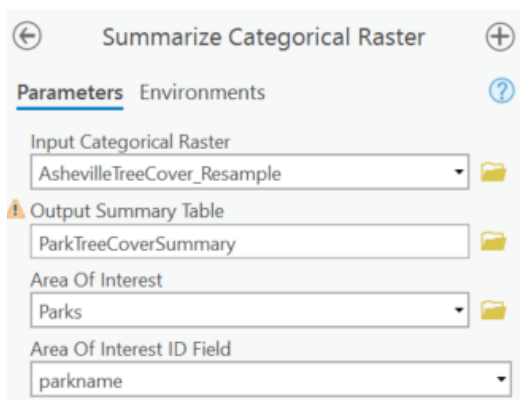 Summarize Categorical Raster
Parameters Environments
Input Categorical Raster
AshevilleTreeCover_Resample
Output Summary Table
ParkTreeCoverSummary
Area Of Interest
Parks
Area Of Interest ID Field
parkname